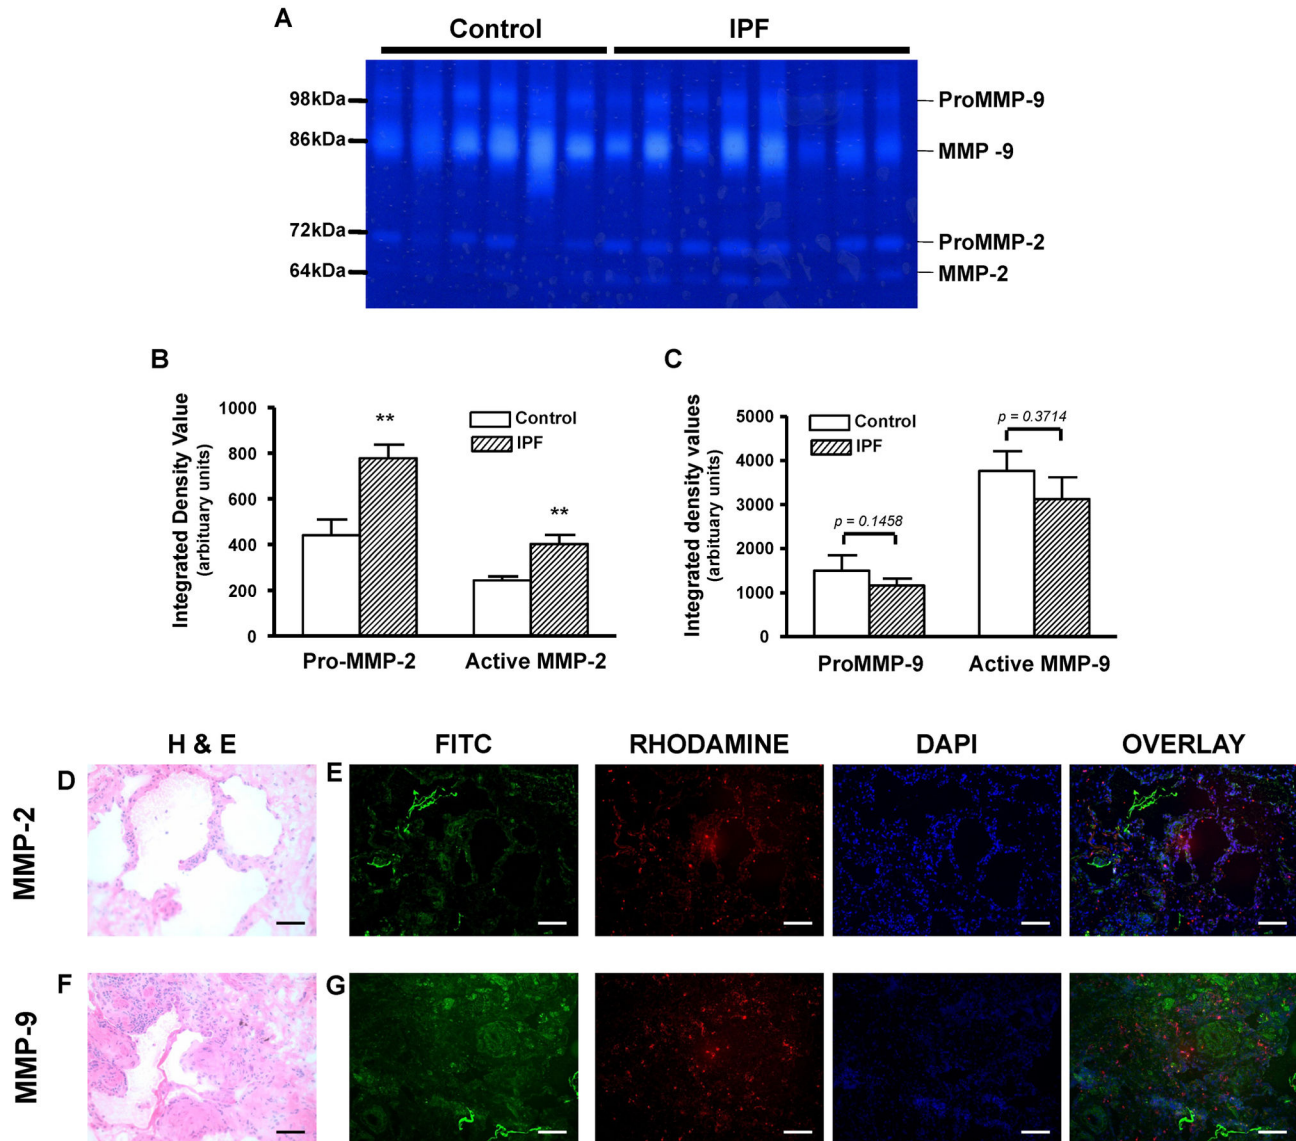 A
Control
IPF
98kDa
86kDa
72kDa
64kDa
ProMMP-9
MMP -9
ProMMP-2
MMP-2
B
Integrated Density Value
(arbituary units)
1000
800
600
400
200
0
**
**
Control
IPF
Pro-MMP-2
Active MMP-2
C
Integrated density values
(arbituary units)
5000
4000
3000
2000
1000
0
Control
IPF
p = 0.1458
p = 0.3714
ProMMP-9
Active MMP-9
H & E
FITC
RHODAMINE
DAPI
OVERLAY
MMP-2
D
E
MMP-9
F
G